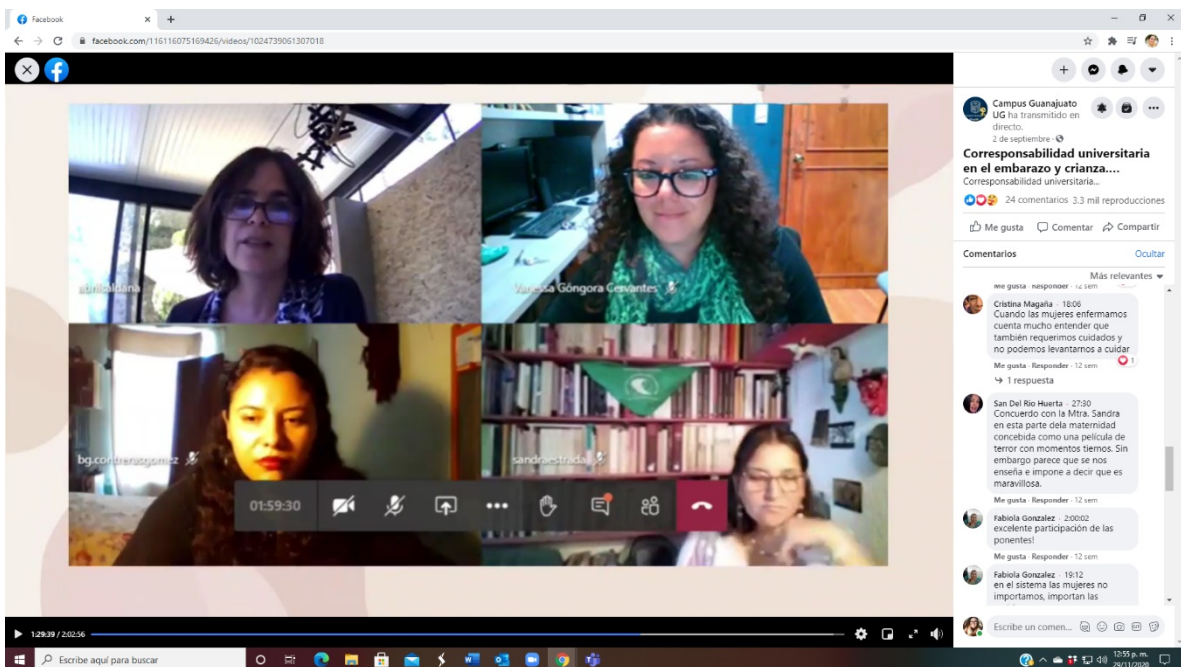 Facebook
facebook.com/116116075169426/videos/1024739061307018
abrilsaldana
Vanessa Góngora Cervantes
bg.contrerasgomez
sandraestrada
01:59:30
1:29:39 / 2:02:56
Campus Guanajuato
UG ha transmitido en
directo.
2 de septiembre ·
Corresponsabilidad universitaria
en el embarazo y crianza....
Corresponsabilidad universitaria...
24 comentarios 3.3 mil reproducciones
Me gusta Comentar Compartir
Comentarios Ocultar
Más relevantes
Me gusta · Responder · 12 sem
Cristina Magaña · 18:06
Cuando las mujeres enfermamos
cuenta mucho entender que
también requerimos cuidados y
no podemos levantarnos a cuidar
1
Me gusta · Responder · 12 sem
1 respuesta
San Del Rio Huerta · 27:30
Concuerdo con la Mtra. Sandra
en esta parte dela maternidad
concebida como una película de
terror con momentos tiernos. Sin
embargo parece que se nos
enseña e impone a decir que es
maravillosa.
Me gusta · Responder · 12 sem
Fabiola Gonzalez · 2:00:02
excelente participación de las
ponentes!
Me gusta · Responder · 12 sem
Fabiola Gonzalez · 19:12
en el sistema las mujeres no
importamos, importan las
Escribe un comen...
Escribe aquí para buscar
12:55 p. m.
29/11/2020